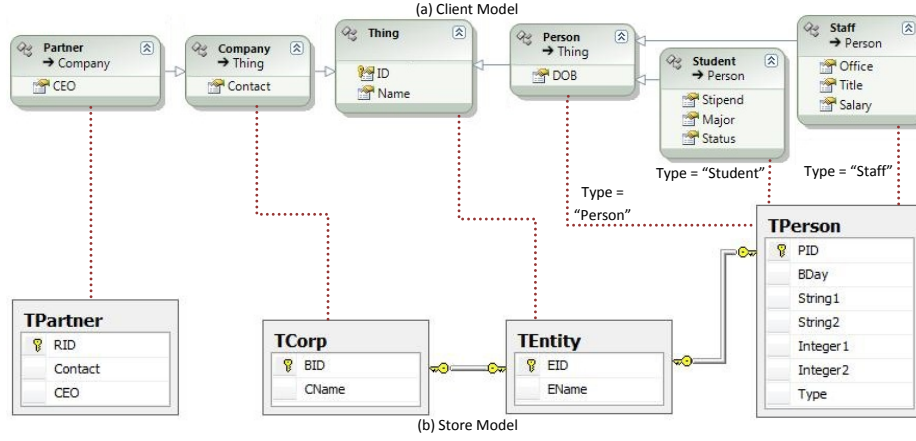 (a) Client Model
Partner
→ Company
CEO
Company
→ Thing
Contact
Thing
ID
Name
Person
→ Thing
DOB
Student
→ Person
Stipend
Major
Status
Staff
→ Person
Office
Title
Salary
Type =
“Person”
Type = “Student”
Type = “Staff”
TPartner
RID
Contact
CEO
TCorp
BID
CName
TEntity
EID
EName
TPerson
PID
BDay
String1
String2
Integer1
Integer2
Type
(b) Store Model